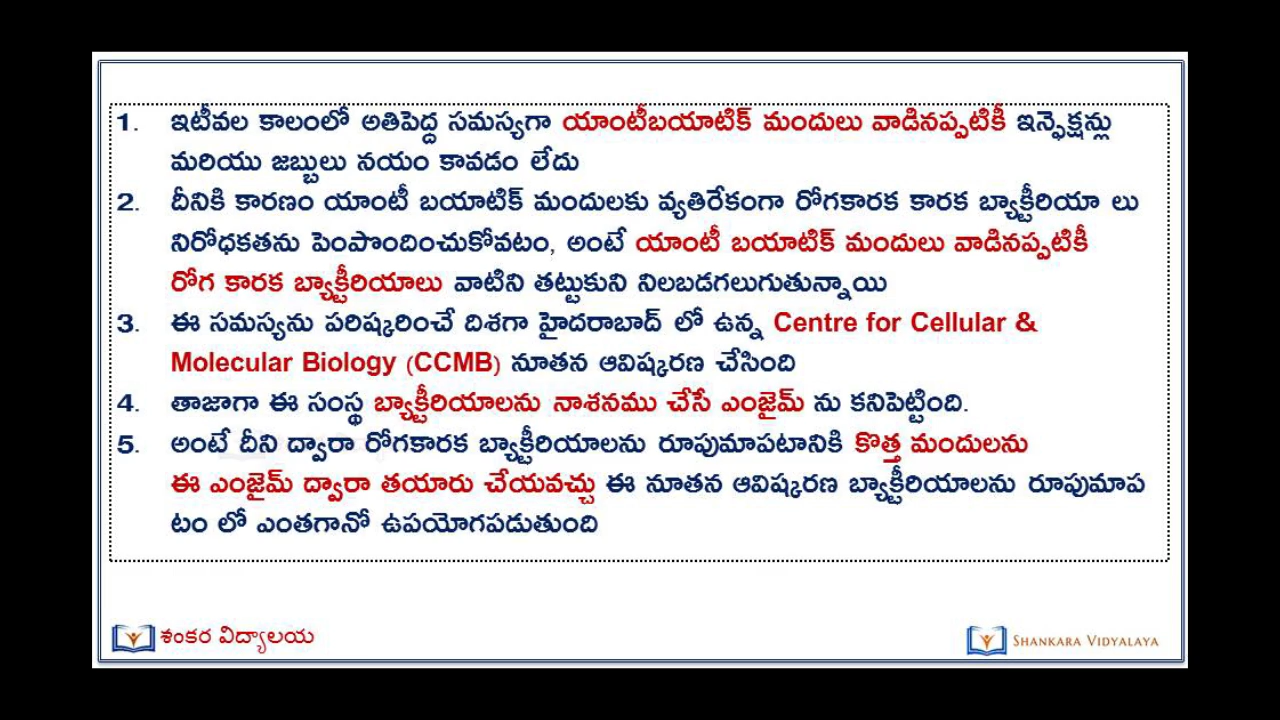 1. ఇటీవల కాలంలో అతిపెద్ద సమస్యగా యాంటీబయాటిక్ మందులు వాడినప్పటికీ ఇన్ఫెక్షన్లు
మరియు జబ్బులు నయం కావడం లేదు
2. దీనికి కారణం యాంటీ బయాటిక్ మందులకు వ్యతిరేకంగా రోగకారక కారక బ్యాక్టీరియా లు
నిరోధకతను పెంపొందించుకోవటం, అంటే యాంటీ బయాటిక్ మందులు వాడినప్పటికీ
రోగ కారక బ్యాక్టీరియాలు వాటిని తట్టుకుని నిలబడగలుగుతున్నాయి
3. ఈ సమస్యను పరిష్కరించే దిశగా హైదరాబాద్ లో ఉన్న Centre for Cellular &
Molecular Biology (CCMB) నూతన ఆవిష్కరణ చేసింది
4. తాజాగా ఈ సంస్థ బ్యాక్టీరియాలను నాశనము చేసే ఎంజైమ్ ను కనిపెట్టింది.
5. అంటే దీని ద్వారా రోగకారక బ్యాక్టీరియాలను రూపుమాపటానికి కొత్త మందులను
ఈ ఎంజైమ్ ద్వారా తయారు చేయవచ్చు ఈ నూతన ఆవిష్కరణ బ్యాక్టీరియాలను రూపుమాప
టం లో ఎంతగానో ఉపయోగపడుతుంది
శంకర విద్యాలయ
SHANKARA VIDYALAYA